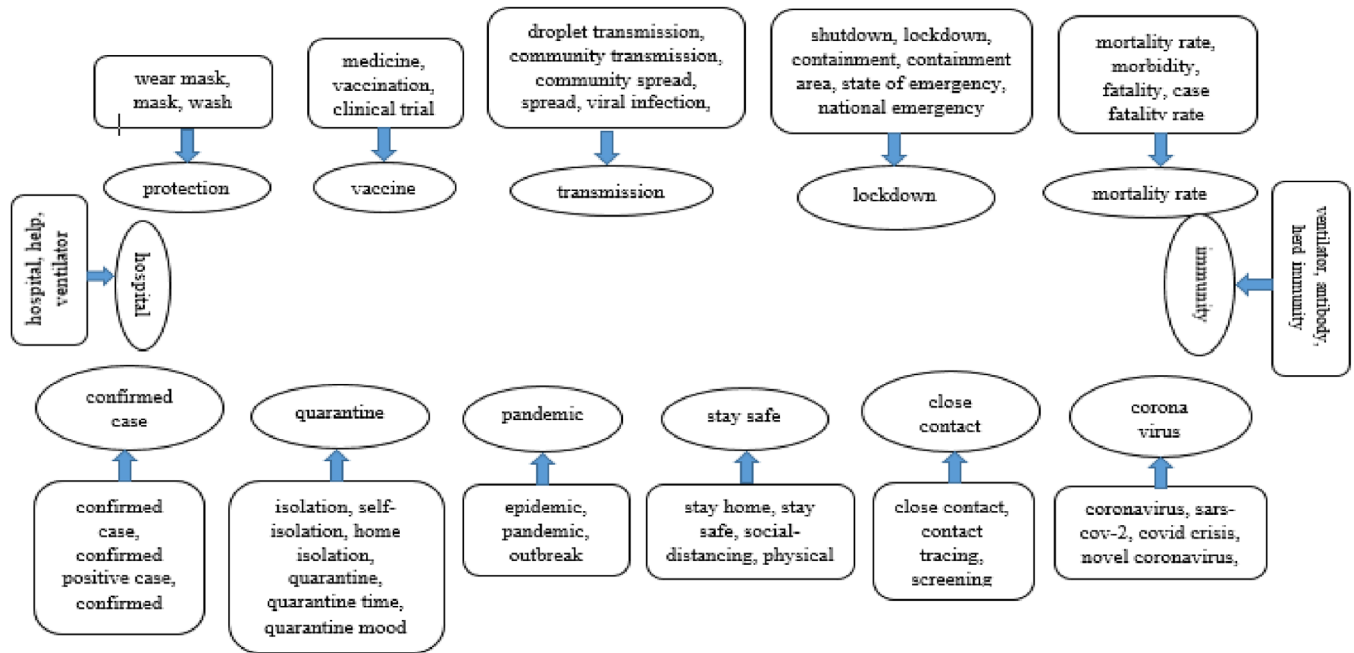 wear mask,
mask, wash
medicine,
vaccination,
clinical trial
droplet transmission,
community transmission,
community spread,
spread, viral infection,
shutdown, lockdown,
containment, containment
area, state of emergency,
national emergency
mortality rate,
morbidity,
fatality, case
fatality rate
protection
vaccine
transmission
lockdown
mortality rate
hospital, help,
ventilator
hospital
immunity
ventilator, antibody,
herd immunity
confirmed
case
quarantine
pandemic
stay safe
close
contact
corona
virus
confirmed
case,
confirmed
positive case,
confirmed
isolation, self-
isolation, home
isolation,
quarantine,
quarantine time,
quarantine mood
epidemic,
pandemic,
outbreak
stay home, stay
safe, social-
distancing, physical
close contact,
contact
tracing,
screening
coronavirus, sars-
cov-2, covid crisis,
novel coronavirus,